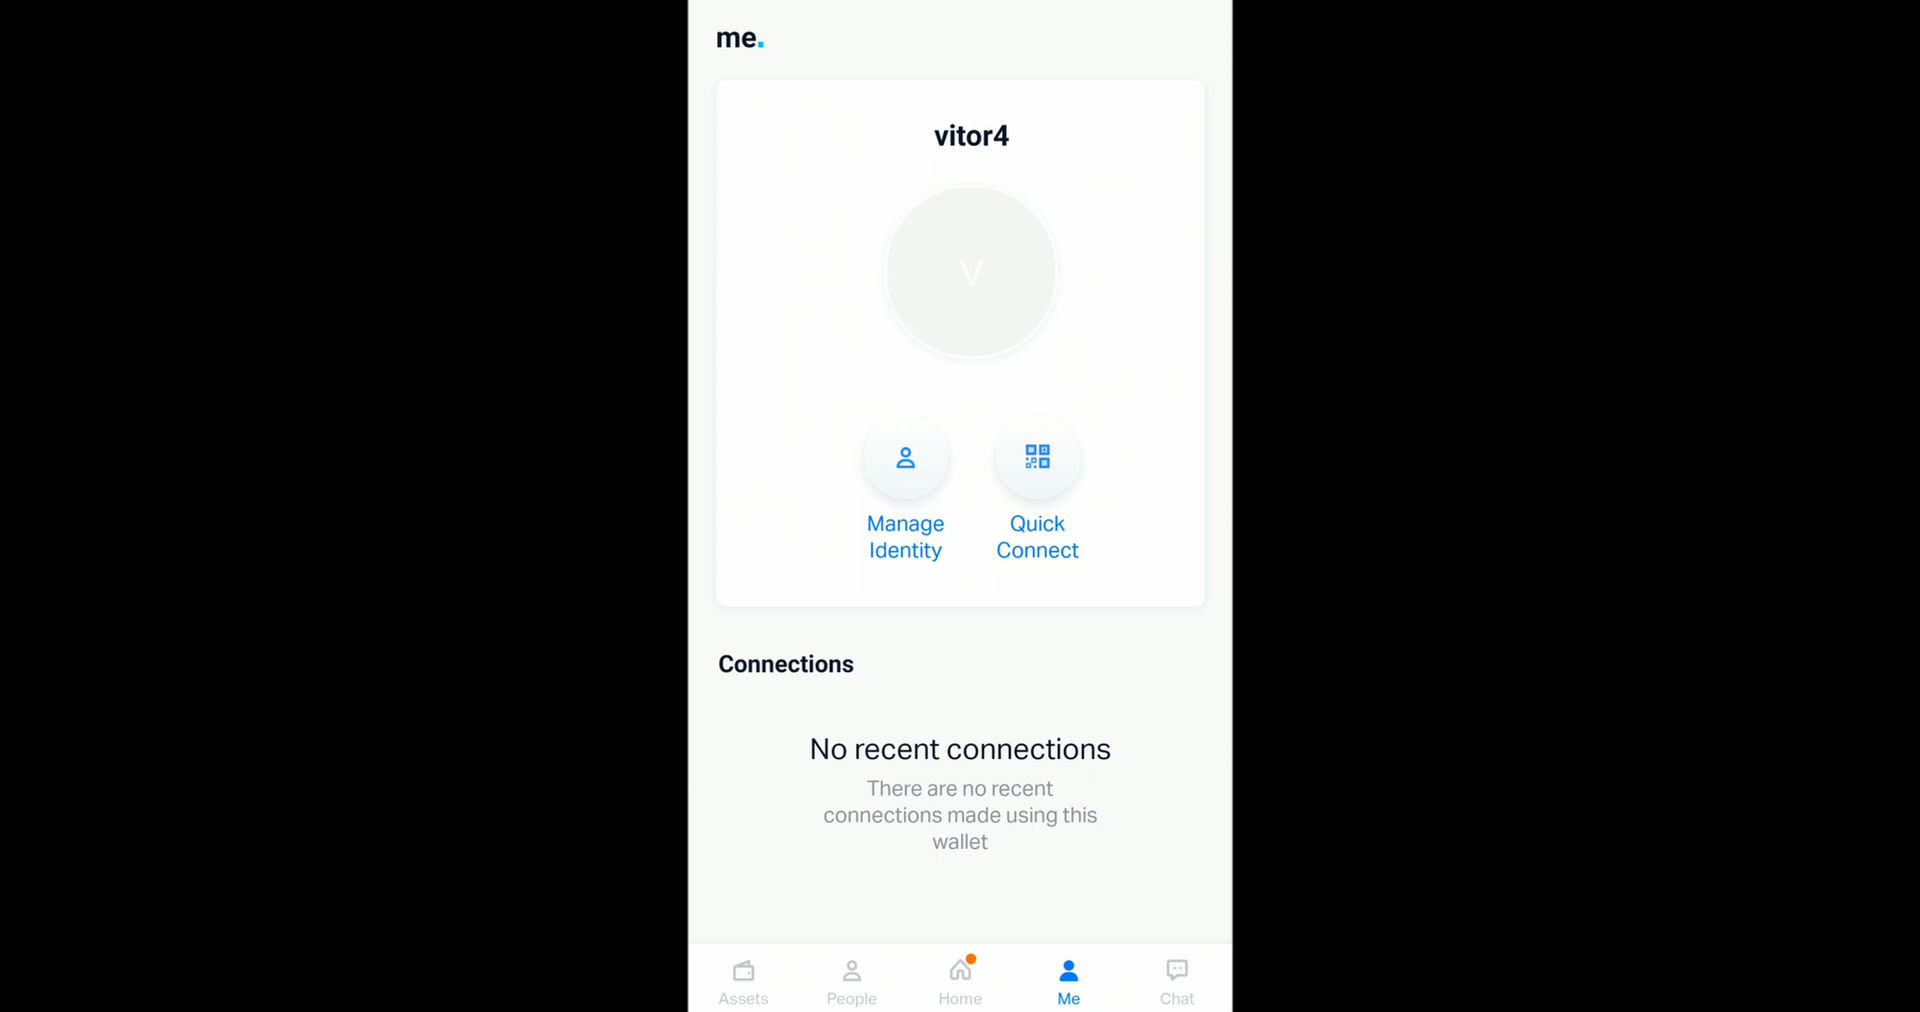 me.
vitor4
V
Manage Quick
Identity Connect
Connections
No recent connections
There are no recent
connections made using this
wallet
Assets People Home Me Chat